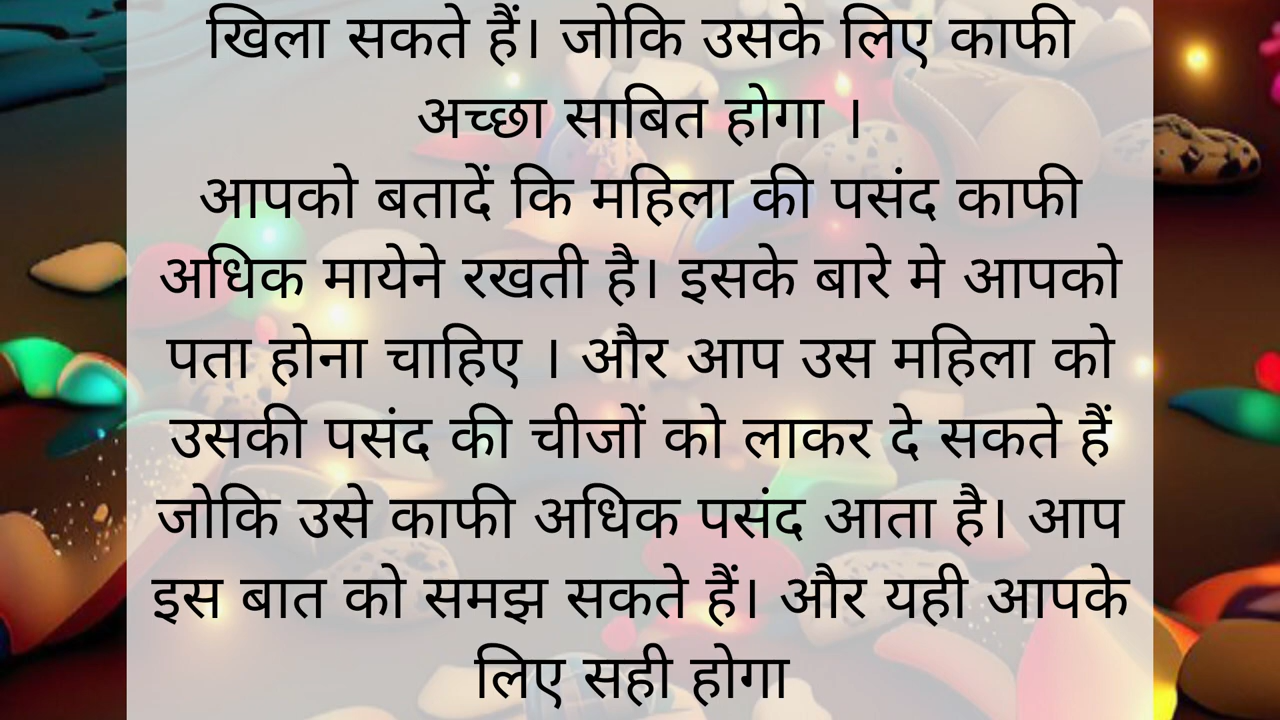 खिला सकते हैं। जोकि उसके लिए काफी
अच्छा साबित होगा ।
आपको बतादें कि महिला की पसंद काफी
अधिक मायेने रखती है। इसके बारे मे आपको
पता होना चाहिए । और आप उस महिला को
उसकी पसंद की चीजों को लाकर दे सकते हैं
जोकि उसे काफी अधिक पसंद आता है। आप
इस बात को समझ सकते हैं। और यही आपके
लिए सही होगा